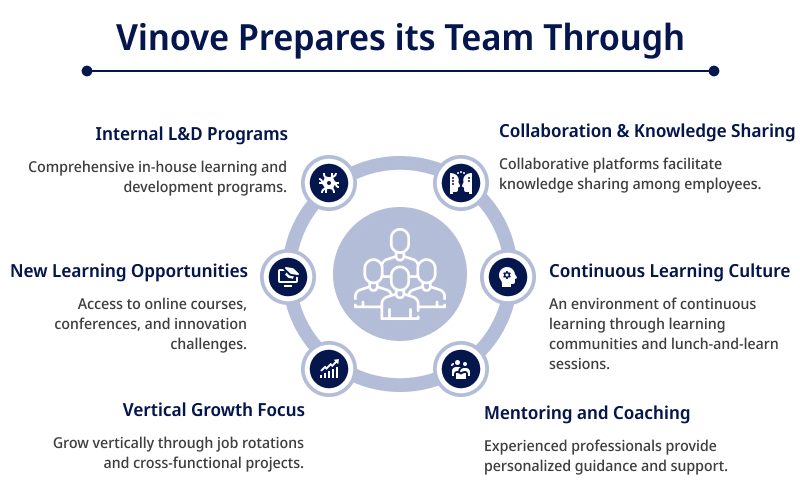 Vinove Prepares its Team Through
Internal L&D Programs
Comprehensive in-house learning and
development programs.
Collaboration & Knowledge Sharing
Collaborative platforms facilitate
knowledge sharing among employees.
New Learning Opportunities
Access to online courses,
conferences, and innovation
challenges.
Continuous Learning Culture
An environment of continuous
learning through learning
communities and lunch-and-learn
sessions.
Vertical Growth Focus
Grow vertically through job rotations
and cross-functional projects.
Mentoring and Coaching
Experienced professionals provide
personalized guidance and support.